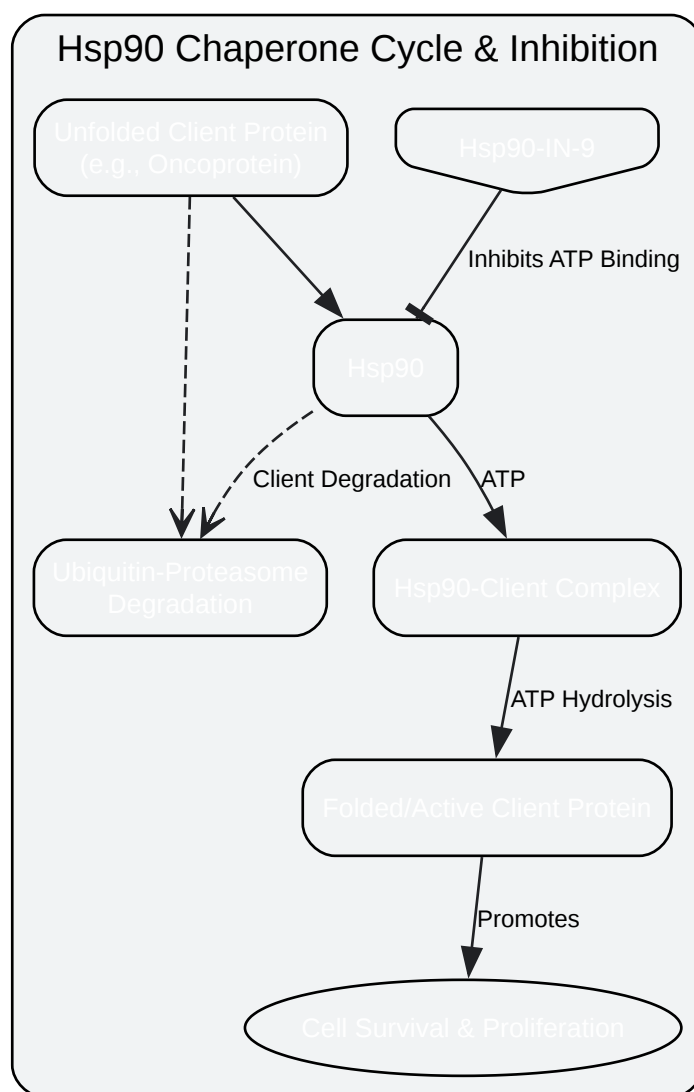 Hsp90 Chaperone Cycle & Inhibition
Unfolded Client Protein
(e.g., Oncoprotein)
Hsp90-IN-9
Inhibits ATP Binding
Hsp90
Client Degradation
ATP
Ubiquitin-Proteasome
Degradation
Hsp90-Client Complex
ATP Hydrolysis
Folded/Active Client Protein
Promotes
Cell Survival & Proliferation